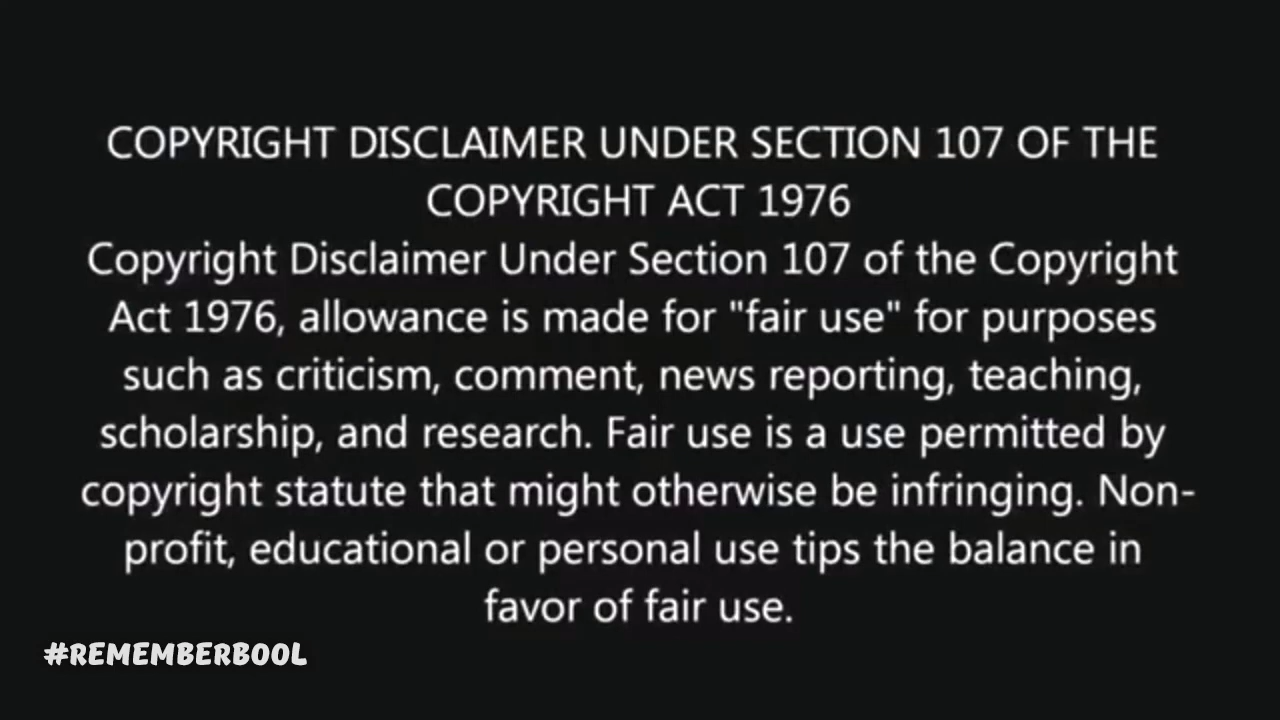 COPYRIGHT DISCLAIMER UNDER SECTION 107 OF THE
COPYRIGHT ACT 1976
Copyright Disclaimer Under Section 107 of the Copyright
Act 1976, allowance is made for "fair use" for purposes
such as criticism, comment, news reporting, teaching,
scholarship, and research. Fair use is a use permitted by
copyright statute that might otherwise be infringing. Non-
profit, educational or personal use tips the balance in
favor of fair use.
#REMEMBERBOOL